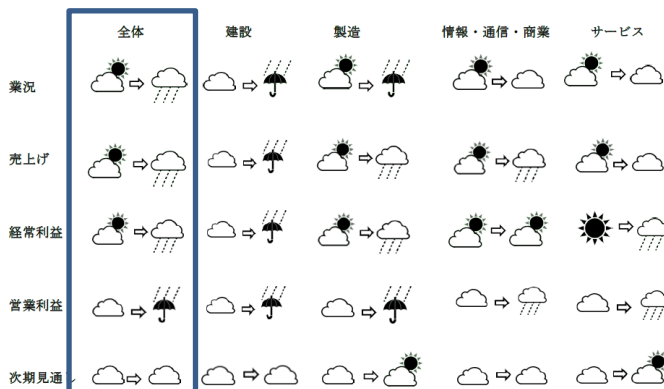 全体 建設 製造 情報・通信・商業 サービス
業況
売上げ
経常利益
営業利益
次期見通